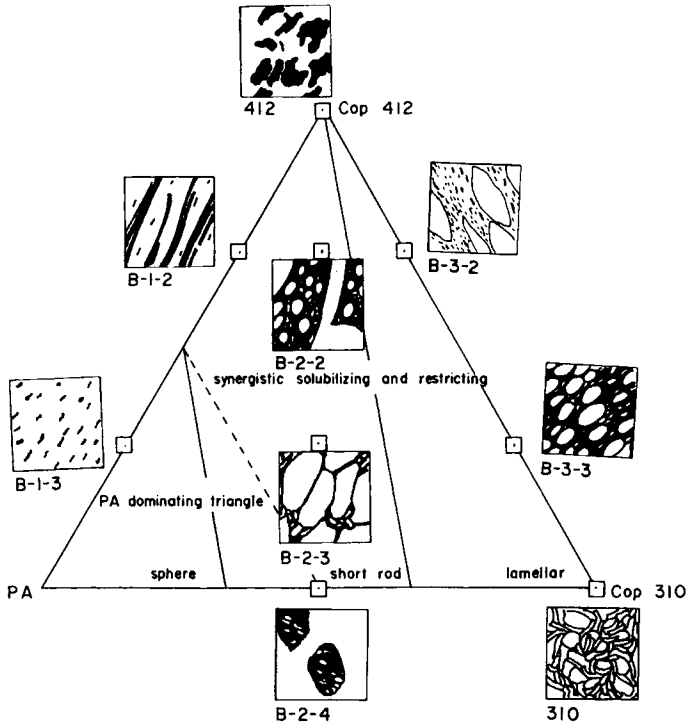 412
Cop 412
B-1-2
B-3-2
B-2-2
synergistic solubilizing and restricting
B-1-3
B-3-3
PA dominating triangle
B-2-3
sphere
short rod
lamellar
PA
Cop 310
B-2-4
310